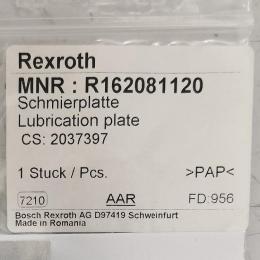 Rexroth
MNR : R162081120
Schmierplatte
Lubrication plate
CS: 2037397
1 Stuck / Pcs. >PAP<
7210 AAR FD:956
Bosch Rexroth AG D97419 Schweinfurt
Made in Romania